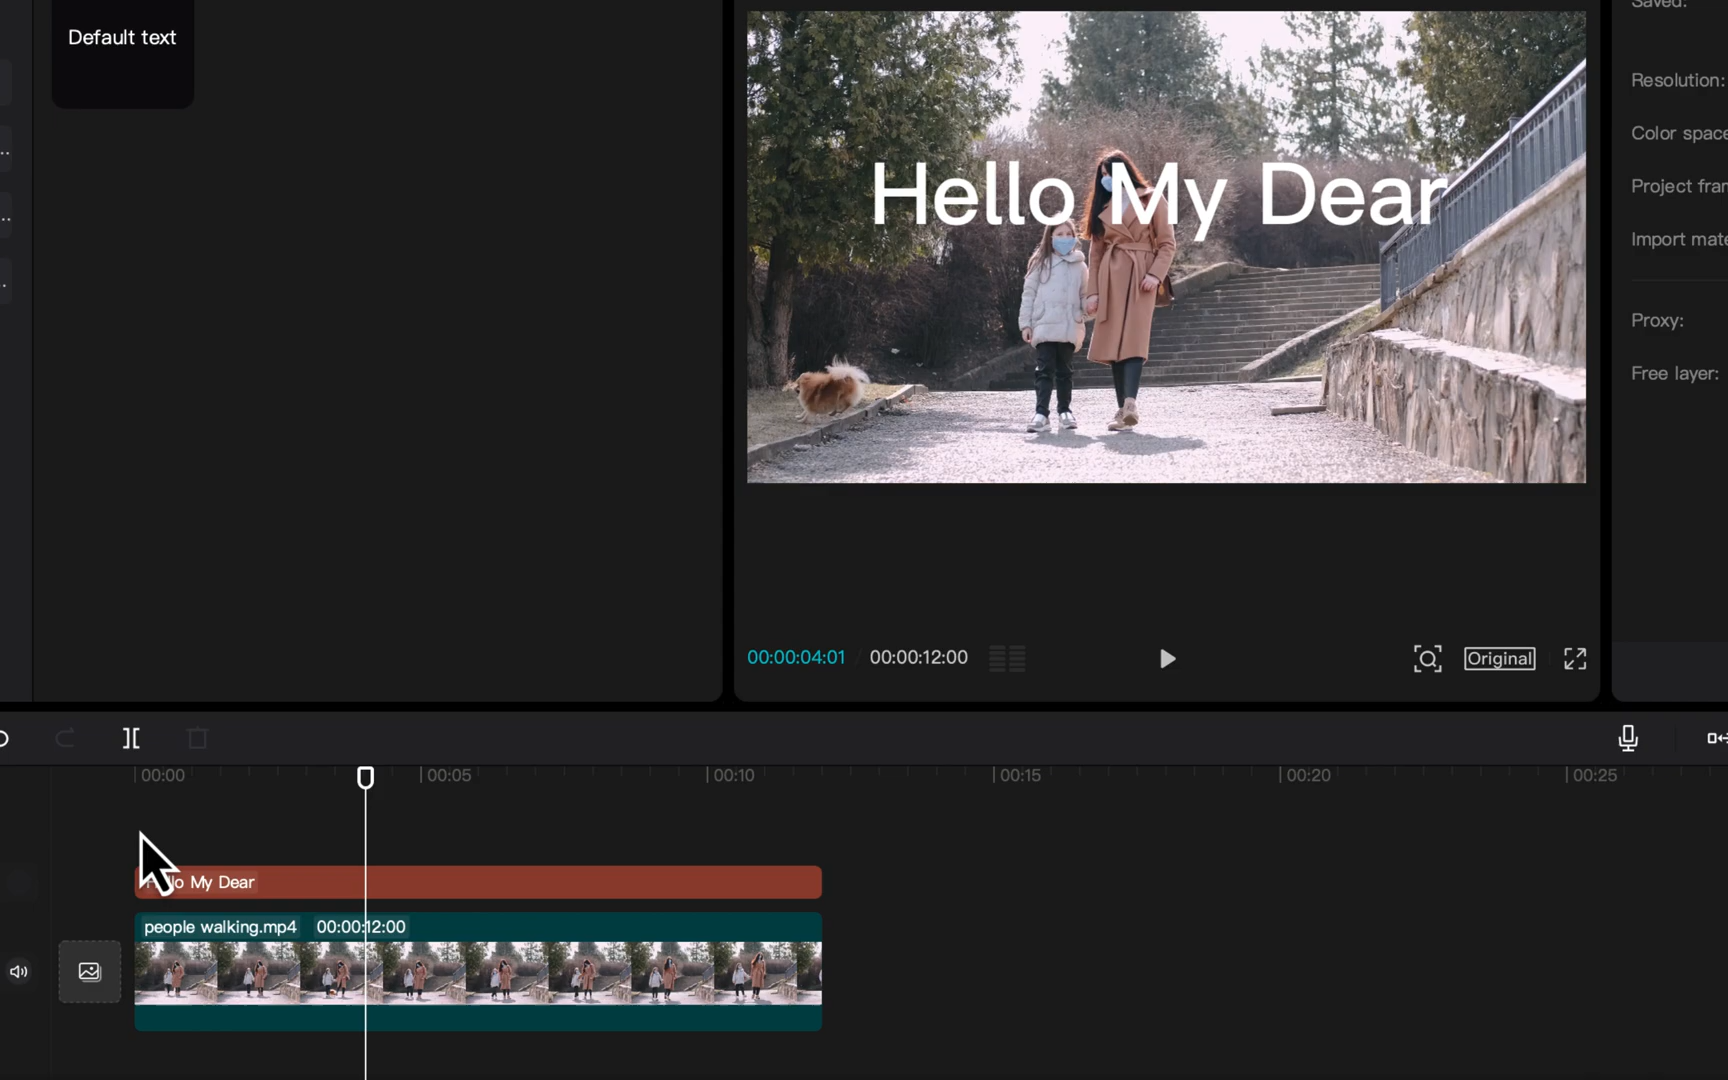 Default text
Hello My Dear
Saved:
Resolution:
Color space
Project fram
Import mate
Proxy:
Free layer:
00:00:04:01 / 00:00:12:00
Original
00:00 00:05 00:10 00:15 00:20 00:25
lo My Dear
people walking.mp4 00:00:12:00